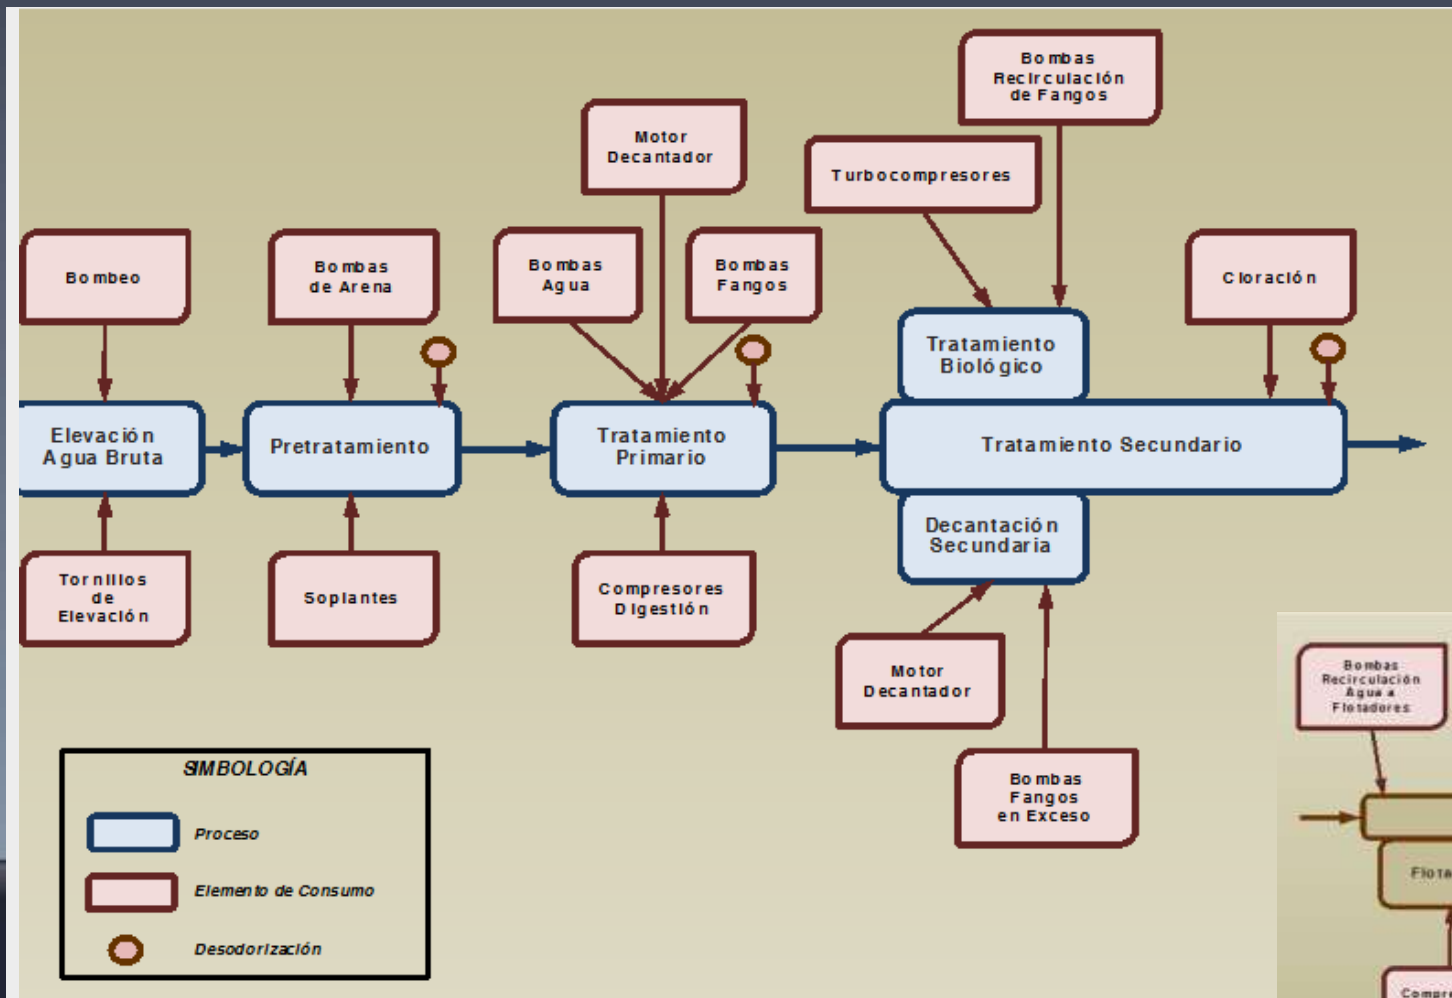 Bombas
Recirculación
de Fangos
Motor
Decantador
Turbocompresores
Bombeo
Bombas
de Arena
Bombas
Agua
Bombas
Fangos
Cloración
Tratamiento
Biológico
Elevación
Agua Bruta
Pretratamiento
Tratamiento
Primario
Tratamiento Secundario
Decantación
Secundaria
Tornillos
de
Elevación
Soplantes
Compresores
Digestión
Motor
Decantador
Bombas
Fangos
en Exceso
SIMBOLOGÍA
Proceso
Elemento de Consumo
Desodorización
Bombas
Recirculación
Agua a
Flotadores